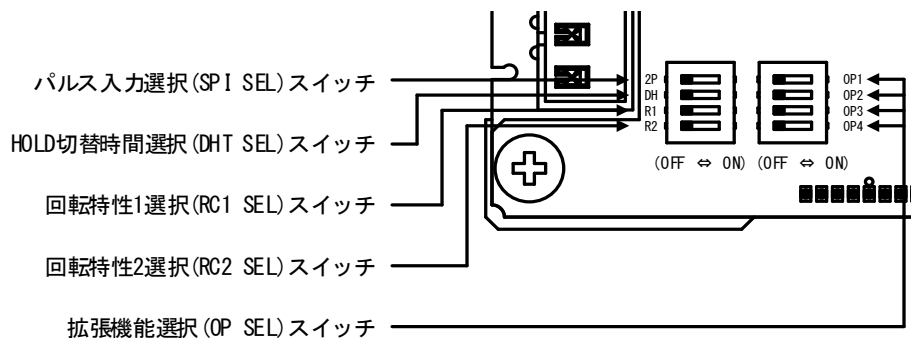 パルス入力選択(SPI SEL)スイッチ
2P
OP1
DH
OP2
R1
OP3
R2
OP4
HOLD切替時間選択(DHT SEL)スイッチ
(OFF ⇔ ON)
(OFF ⇔ ON)
回転特性1選択(RC1 SEL)スイッチ
回転特性2選択(RC2 SEL)スイッチ
拡張機能選択(OP SEL)スイッチ